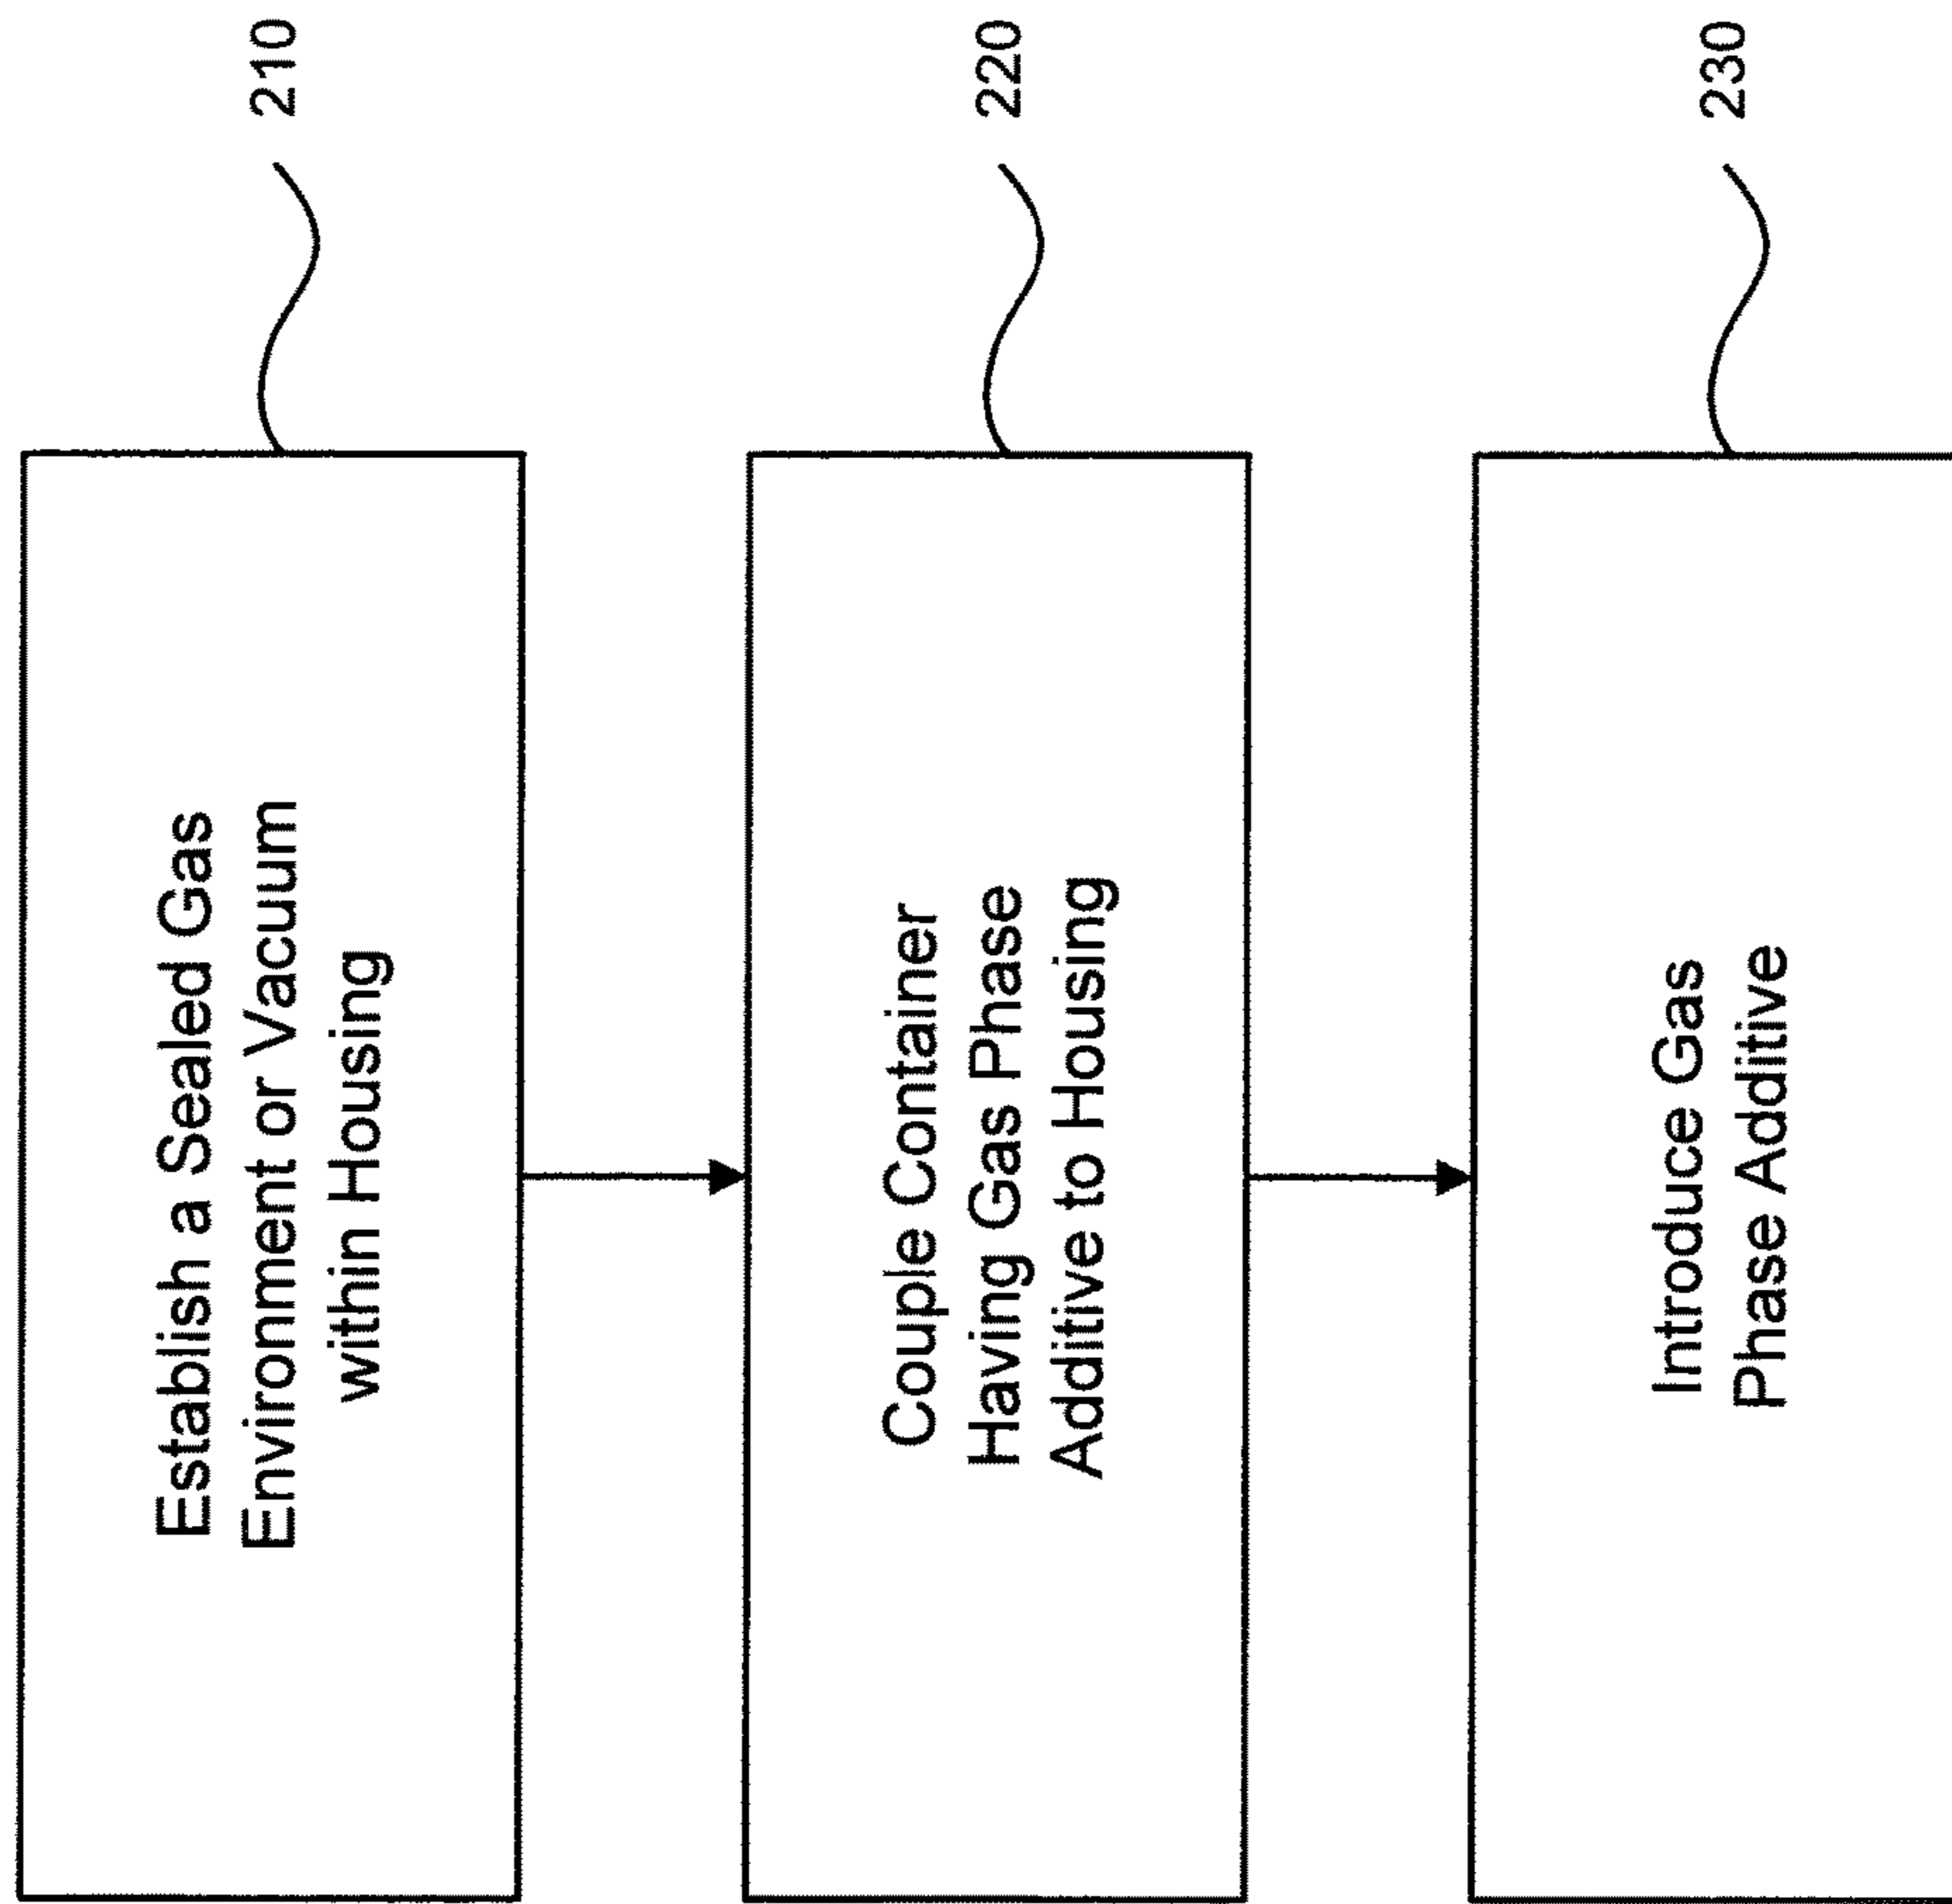 Establish a Sealed Gas
Environment or Vacuum
within Housing
210
Couple Container
Having Gas Phase
Additive to Housing
220
Introduce Gas
Phase Additive
230